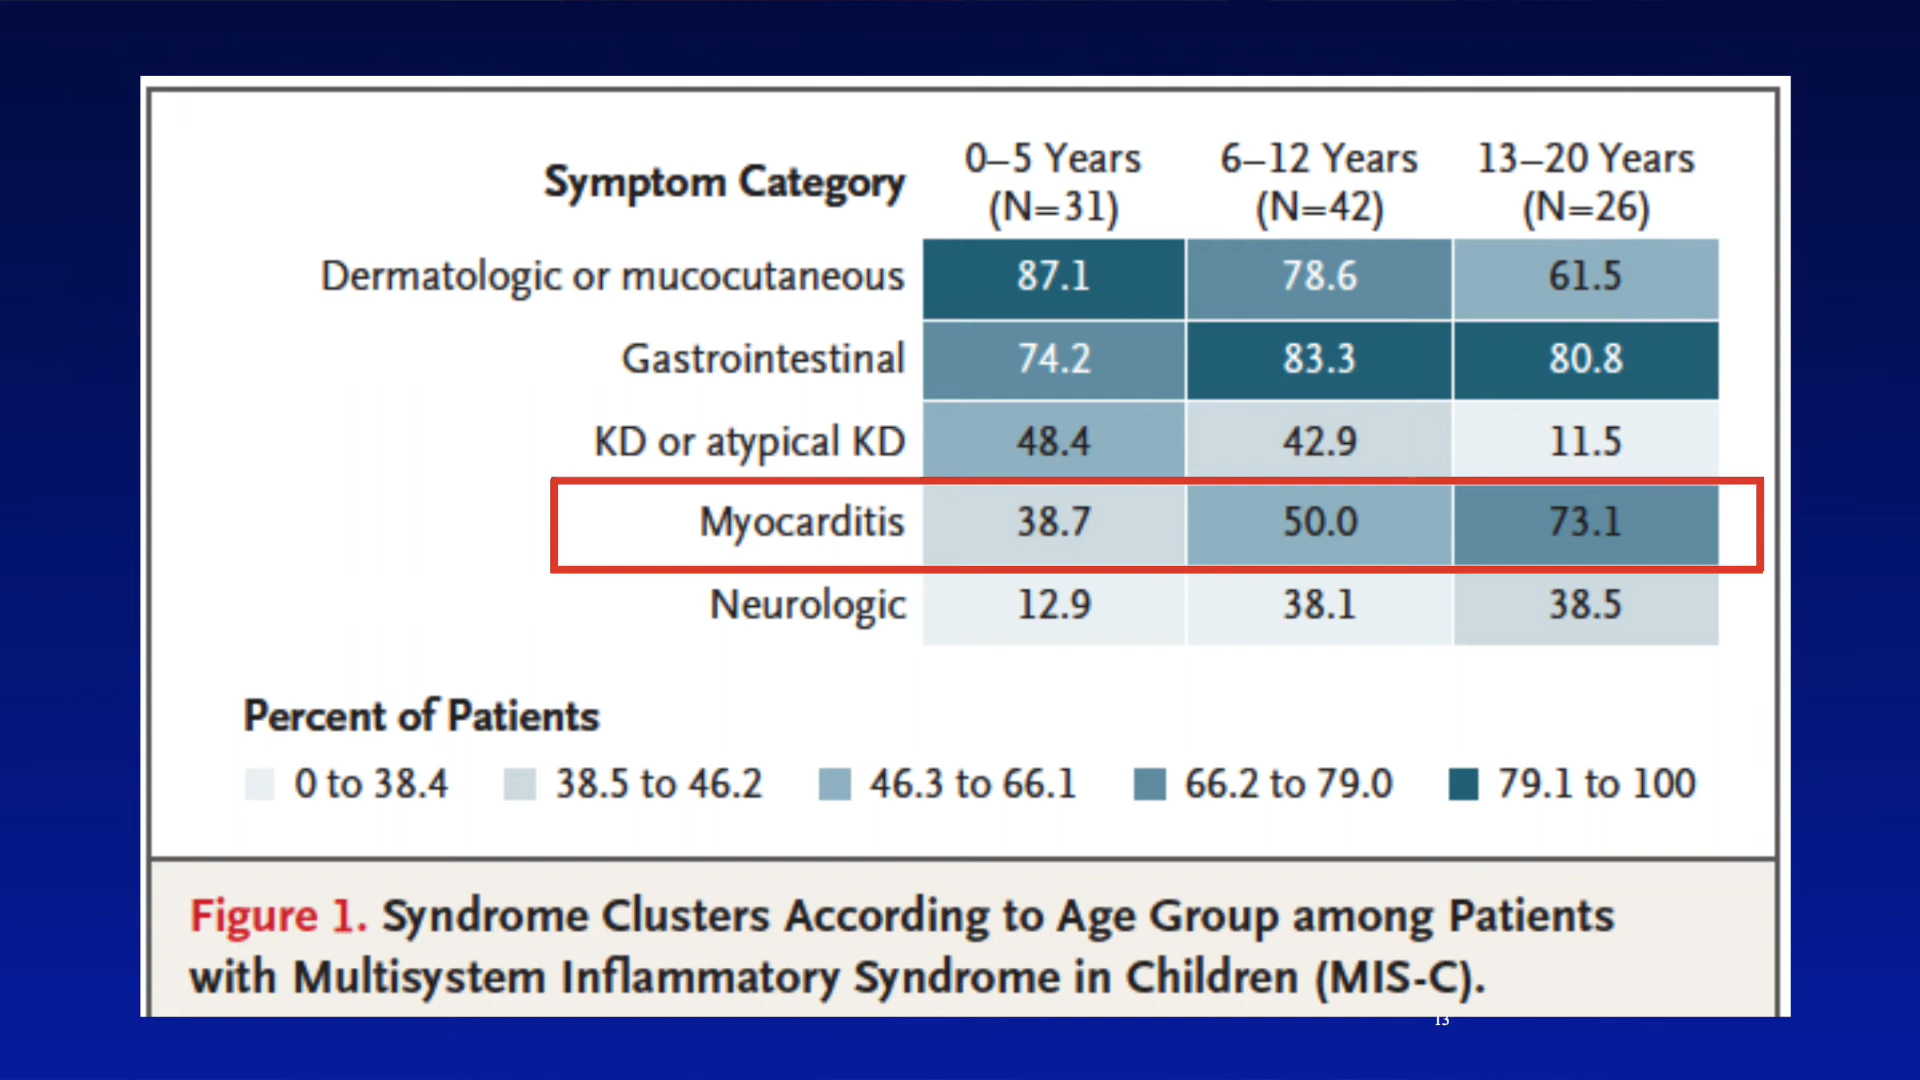 Symptom Category 0–5 Years (N=31) 6–12 Years (N=42) 13–20 Years (N=26)
Dermatologic or mucocutaneous 87.1 78.6 61.5
Gastrointestinal 74.2 83.3 80.8
KD or atypical KD 48.4 42.9 11.5
Myocarditis 38.7 50.0 73.1
Neurologic 12.9 38.1 38.5
Percent of Patients
0 to 38.4 38.5 to 46.2 46.3 to 66.1 66.2 to 79.0 79.1 to 100
Figure 1. Syndrome Clusters According to Age Group among Patients
with Multisystem Inflammatory Syndrome in Children (MIS-C).
13